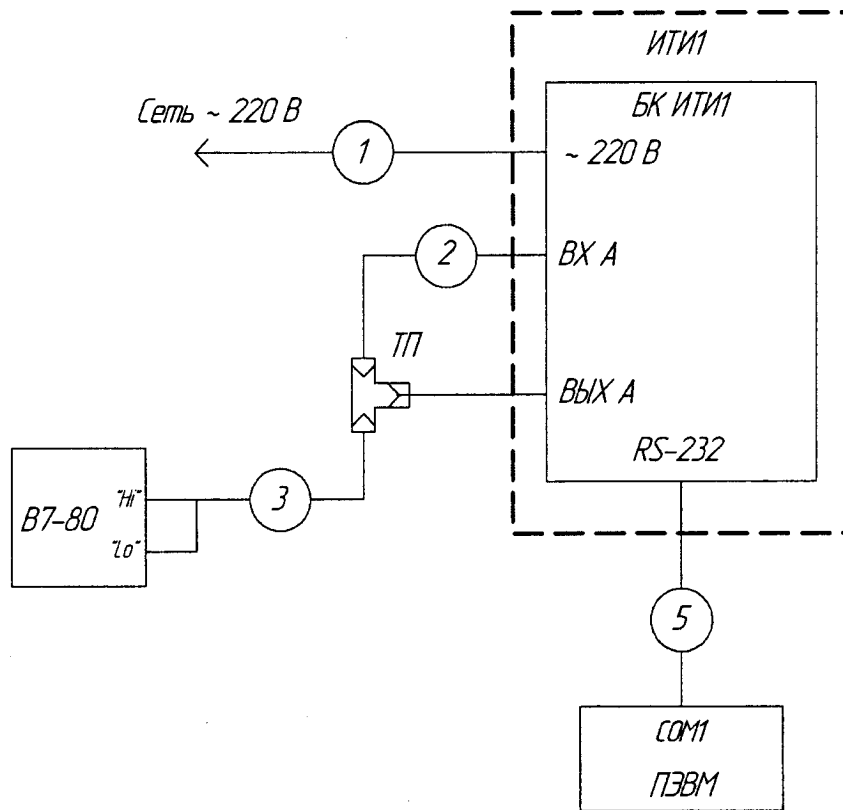 ИТИ1
БК ИТИ1
Сеть ~ 220 В
1
~ 220 В
2
ВХ А
ТП
ВЫХ А
RS-232
"Hi"
3
В7-80
"Lo"
5
COM1
ПЭВМ